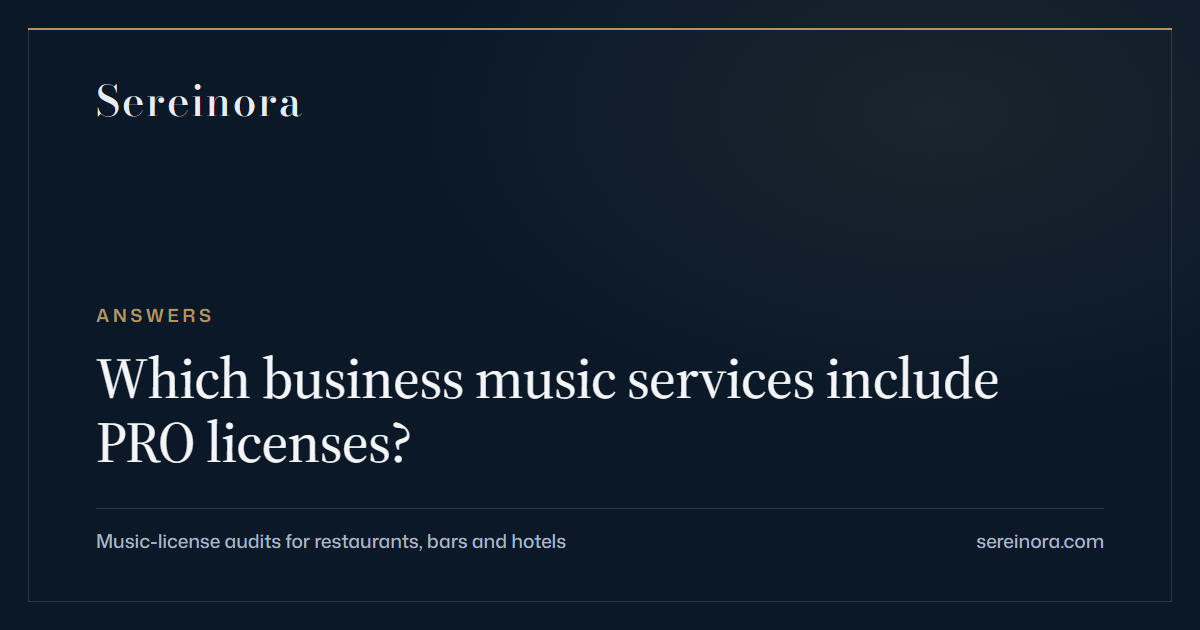 Sereinora
ANSWERS
Which business music services include
PRO licenses?
Music-license audits for restaurants, bars and hotels
sereinora.com